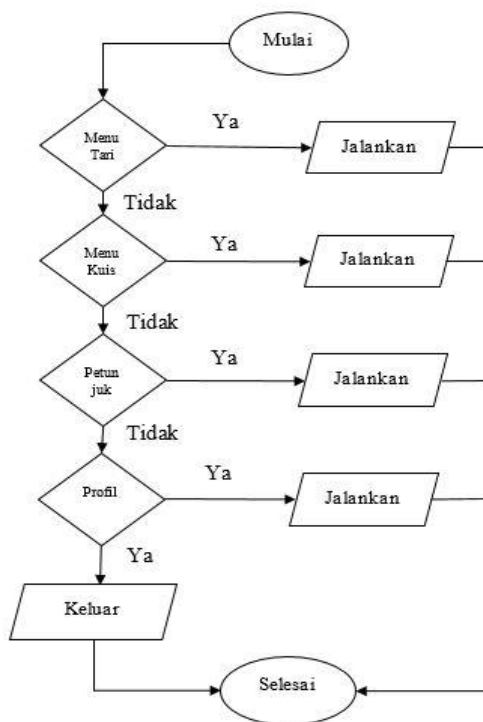 Mulai
Menu
Tari
Ya
Jalankan
Tidak
Menu
Kuis
Ya
Jalankan
Tidak
Petun
juk
Ya
Jalankan
Tidak
Profil
Ya
Jalankan
Ya
Keluar
Selesai